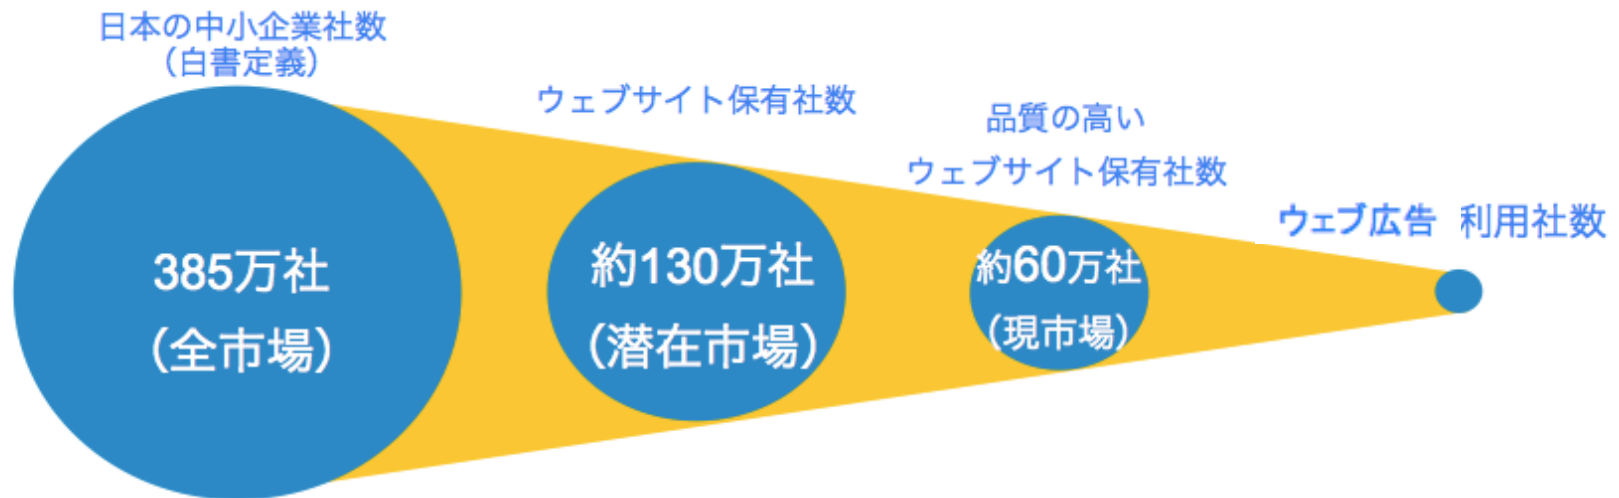 日本の中小企業社数
（白書定義）
385万社
（全市場）
ウェブサイト保有社数
約130万社
（潜在市場）
品質の高い
ウェブサイト保有社数
約60万社
（現市場）
ウェブ広告 利用社数